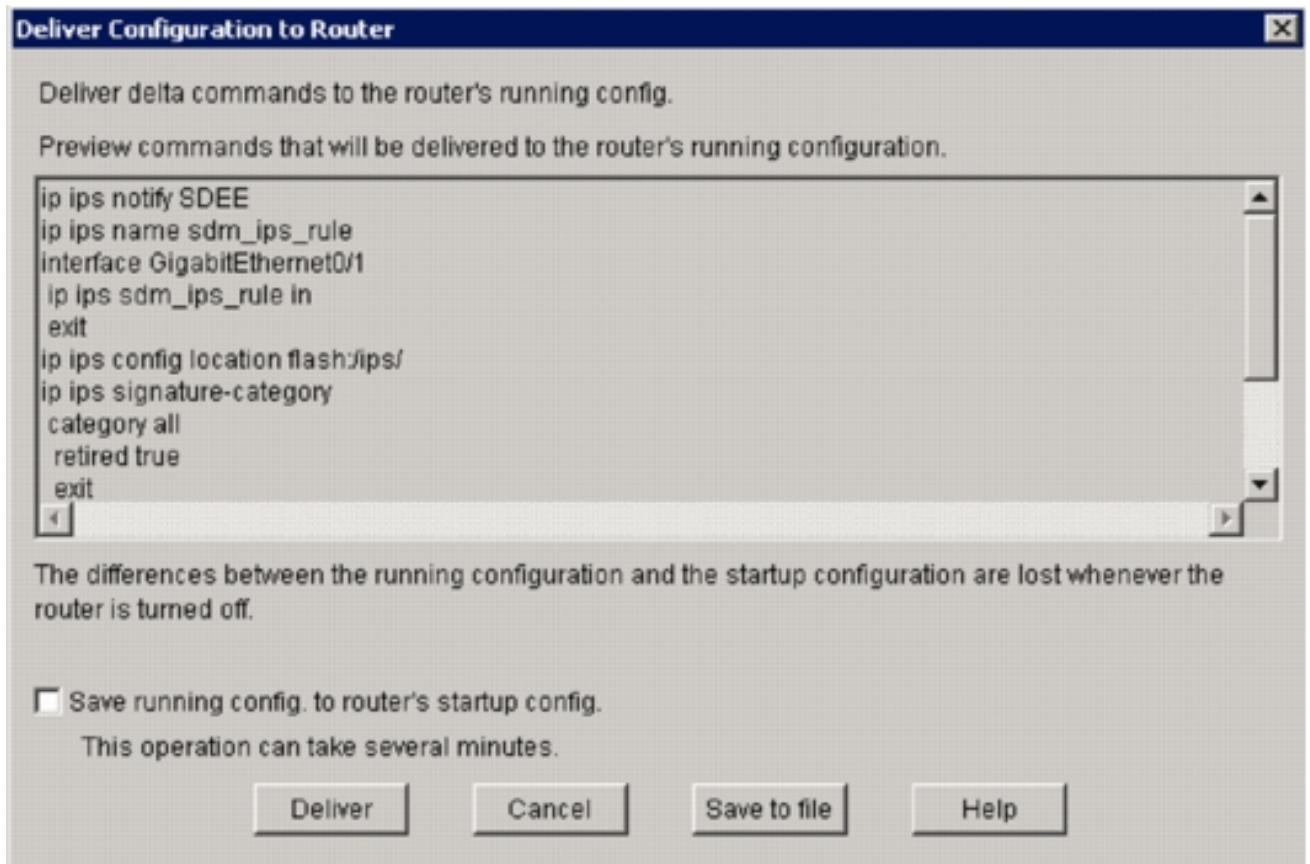 Deliver Configuration to Router
Deliver delta commands to the router's running config.
Preview commands that will be delivered to the router's running configuration.
ip ips notify SDEE
ip ips name sdm_ips_rule
interface GigabitEthernet0/1
ip ips sdm_ips_rule in
exit
ip ips config location flash:/ips/
ip ips signature-category
category all
retired true
exit
The differences between the running configuration and the startup configuration are lost whenever the
router is turned off.
Save running config. to router's startup config.
This operation can take several minutes.
Deliver Cancel Save to file Help